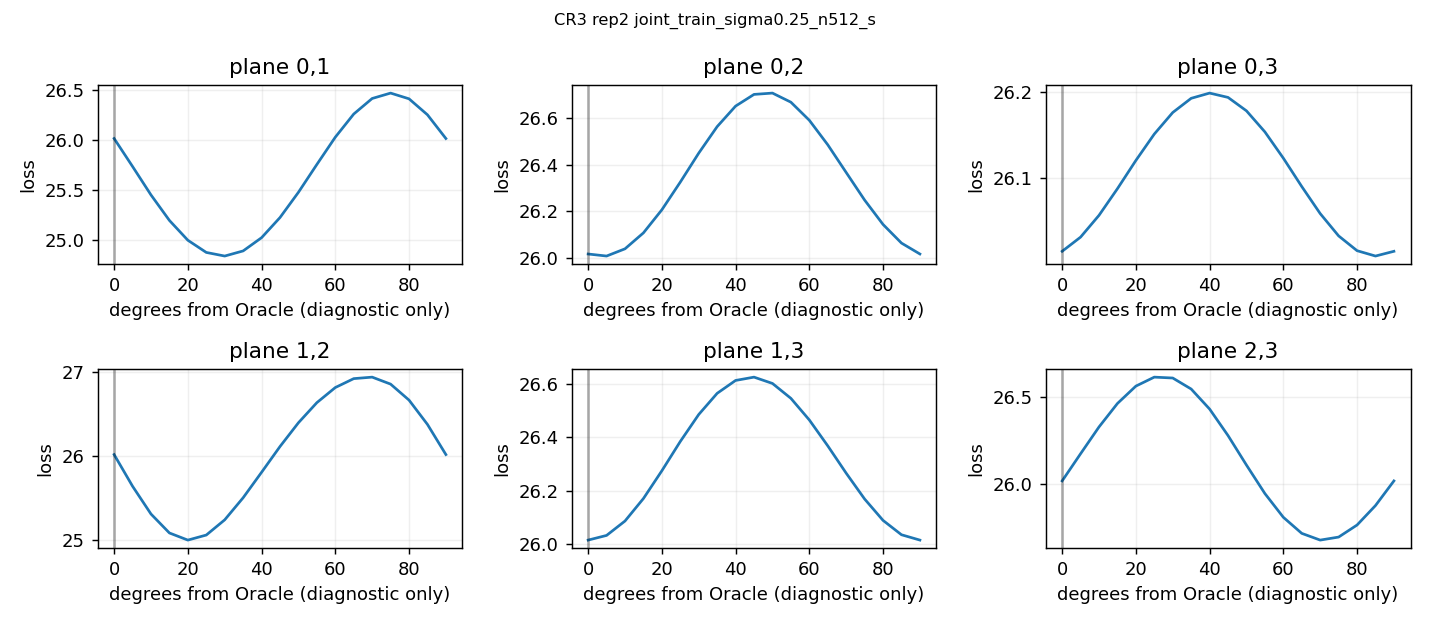 CR3 rep2 joint_train_sigma0.25_n512_s
plane 0,1
plane 0,2
plane 0,3
26.5
26.0
25.5
25.0
loss
0 20 40 60 80
degrees from Oracle (diagnostic only)
26.6
26.4
26.2
26.0
loss
0 20 40 60 80
degrees from Oracle (diagnostic only)
26.2
26.1
loss
0 20 40 60 80
degrees from Oracle (diagnostic only)
plane 1,2
plane 1,3
plane 2,3
27
26
25
loss
0 20 40 60 80
degrees from Oracle (diagnostic only)
26.6
26.4
26.2
26.0
loss
0 20 40 60 80
degrees from Oracle (diagnostic only)
26.5
26.0
loss
0 20 40 60 80
degrees from Oracle (diagnostic only)